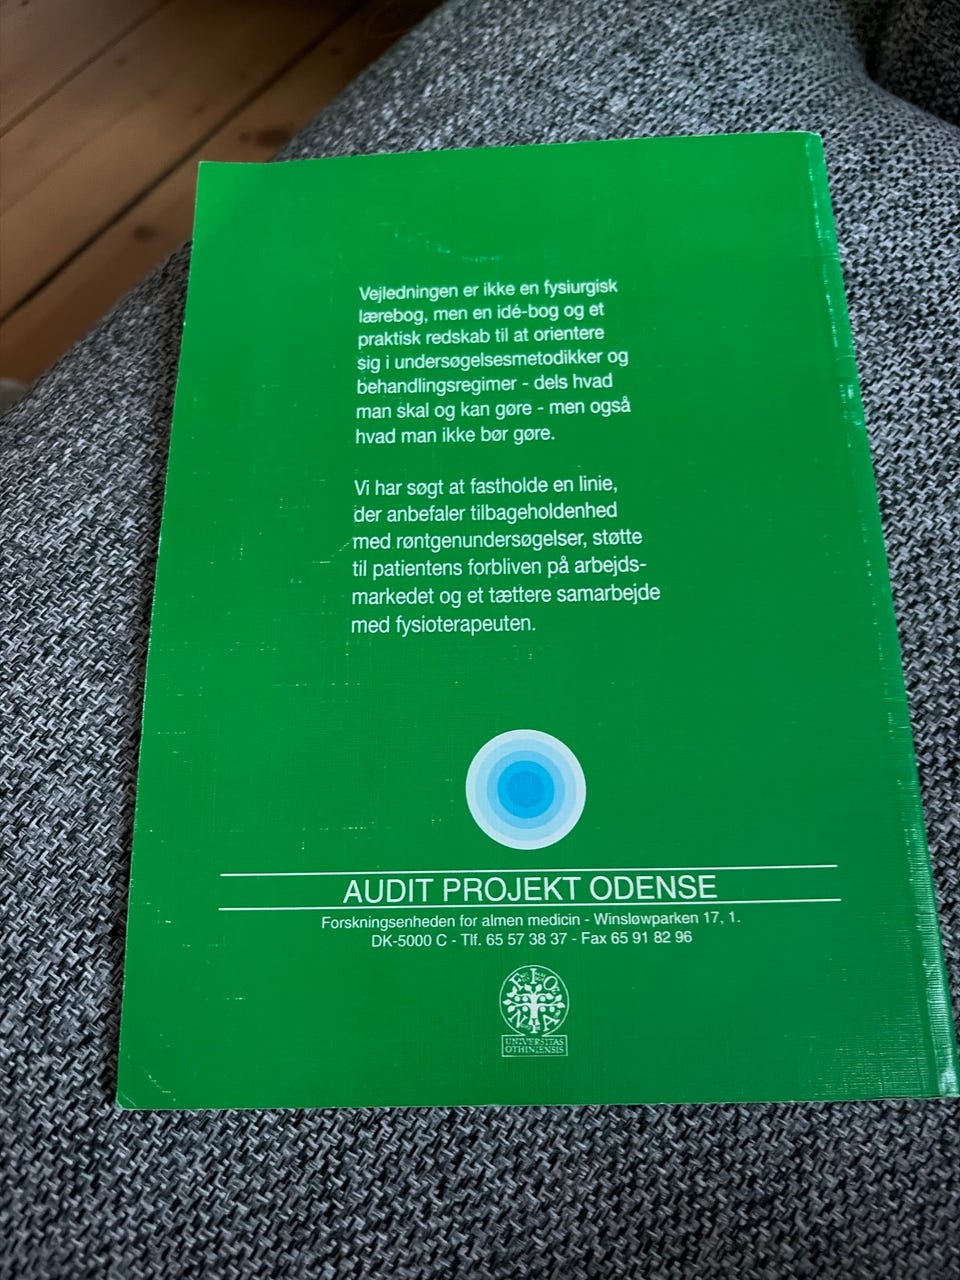 Vejledningen er ikke en fysiurgisk
lærebog, men en idé-bog og et
praktisk redskab til at orientere
sig i undersøgelsesmetodikker og
behandlingsregimer - dels hvad
man skal og kan gøre - men også
hvad man ikke bør gøre.
Vi har søgt at fastholde en linie,
der anbefaler tilbageholdenhed
med røntgenundersøgelser, støtte
til patientens forbliven på arbejds-
markedet og et tættere samarbejde
med fysioterapeuten.
AUDIT PROJEKT ODENSE
Forskningsenheden for almen medicin - Winsløwparken 17, 1.
DK-5000 C - Tlf. 65 57 38 37 - Fax 65 91 82 96
FIONIA
UNIVERSITAS
OTHINIENSIS